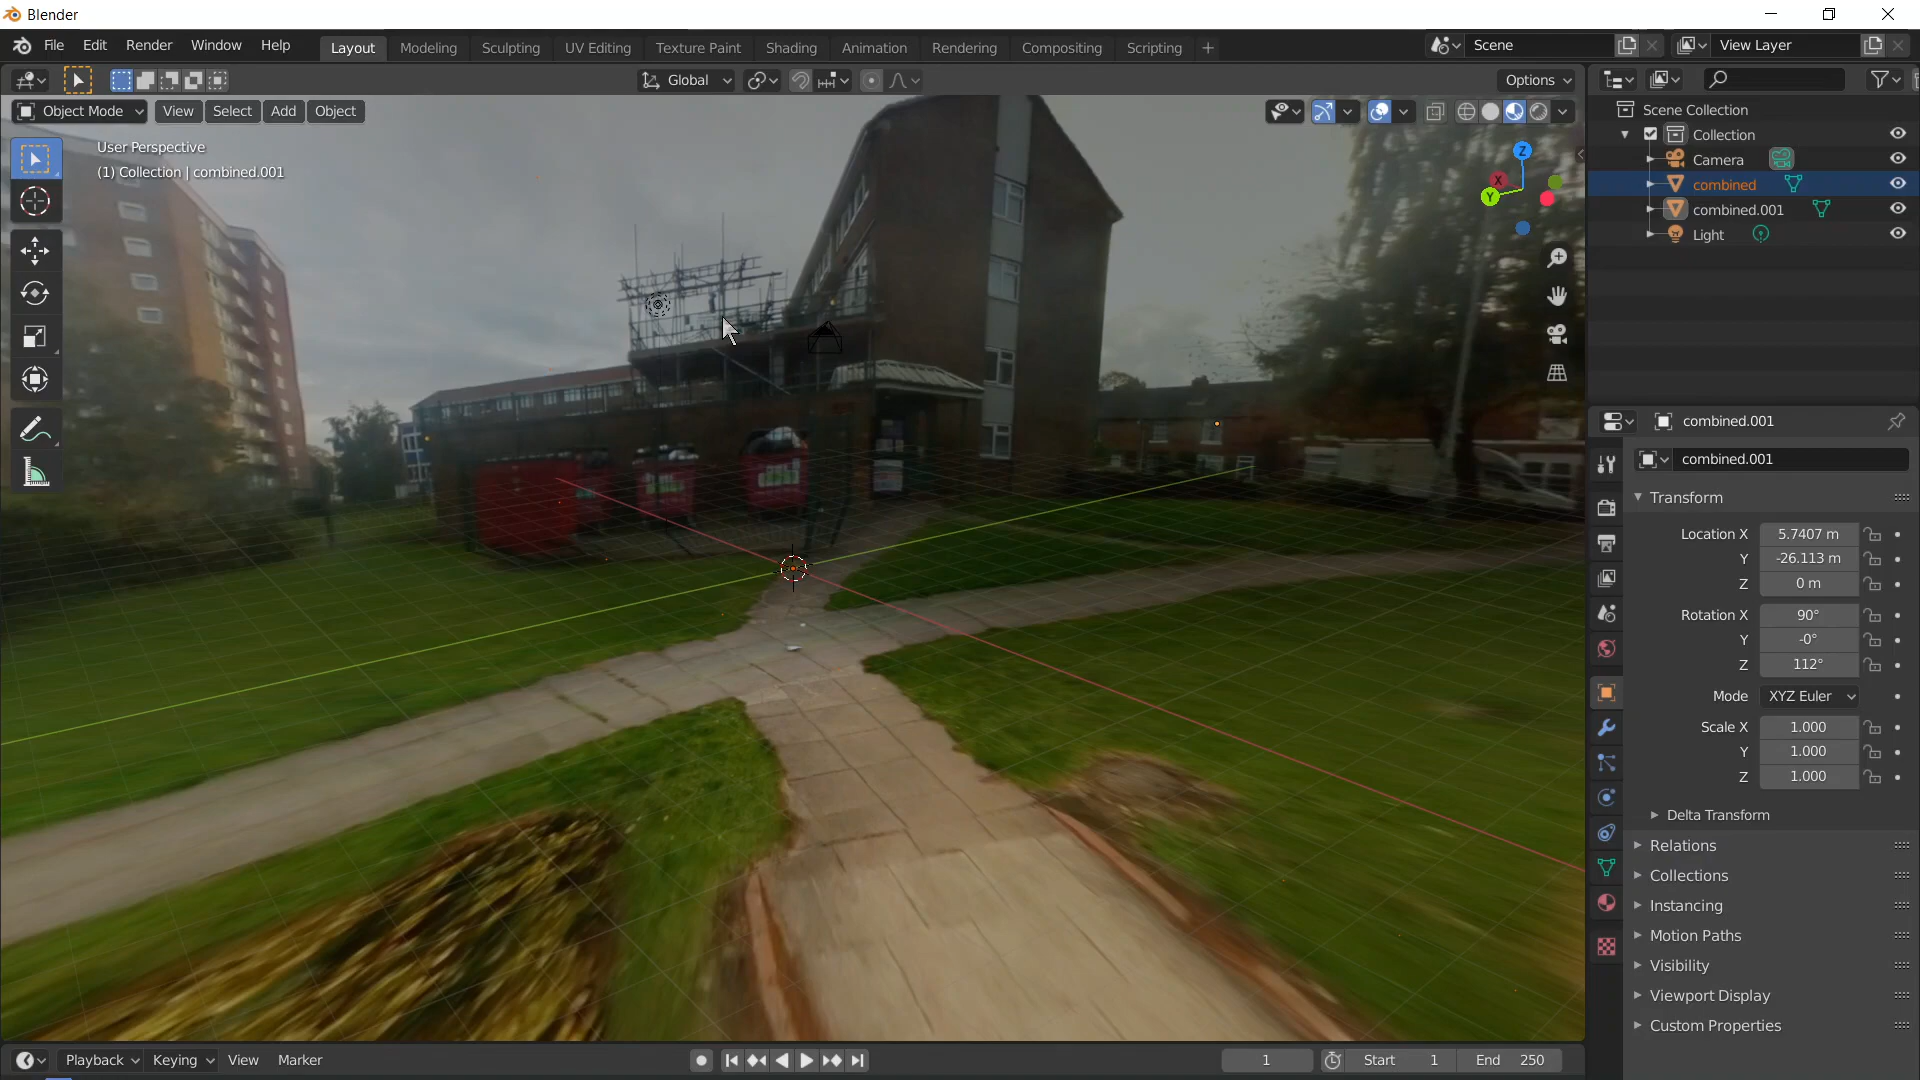 Blender
File Edit Render Window Help Layout Modeling Sculpting UV Editing Texture Paint Shading Animation Rendering Compositing Scripting + Scene View Layer
Global Options
Object Mode View Select Add Object
User Perspective
(1) Collection | combined.001
Z
X
Y
Scene Collection
Collection
Camera
combined
combined.001
Light
combined.001
combined.001
Transform
Location X 5.7407 m
Y -26.113 m
Z 0 m
Rotation X 90°
Y -0°
Z 112°
Mode XYZ Euler
Scale X 1.000
Y 1.000
Z 1.000
Delta Transform
Relations
Collections
Instancing
Motion Paths
Visibility
Viewport Display
Custom Properties
Playback Keying View Marker 1 Start 1 End 250